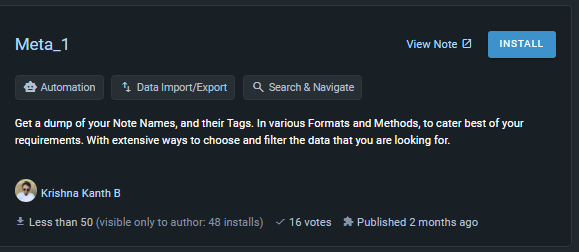 Meta_1
View Note
INSTALL
Automation
Data Import/Export
Search & Navigate
Get a dump of your Note Names, and their Tags. In various Formats and Methods, to cater best of your
requirements. With extensive ways to choose and filter the data that you are looking for.
Krishna Kanth B
Less than 50 (visible only to author: 48 installs)
16 votes
Published 2 months ago